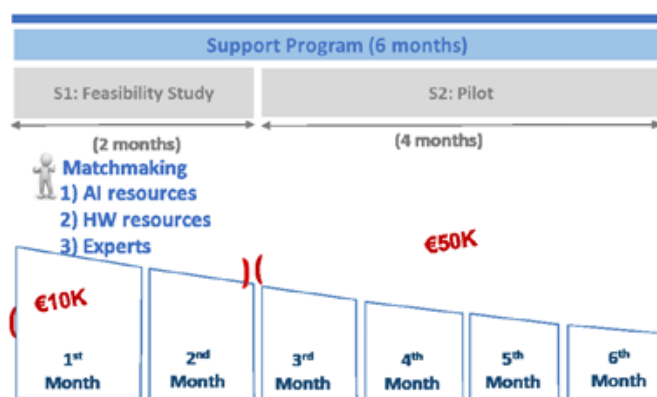 Support Program (6 months)
S1: Feasibility Study
S2: Pilot
(2 months)
(4 months)
Matchmaking
1) AI resources
2) HW resources
3) Experts
€50K
€10K
1st
Month
2nd
Month
3rd
Month
4th
Month
5th
Month
6th
Month